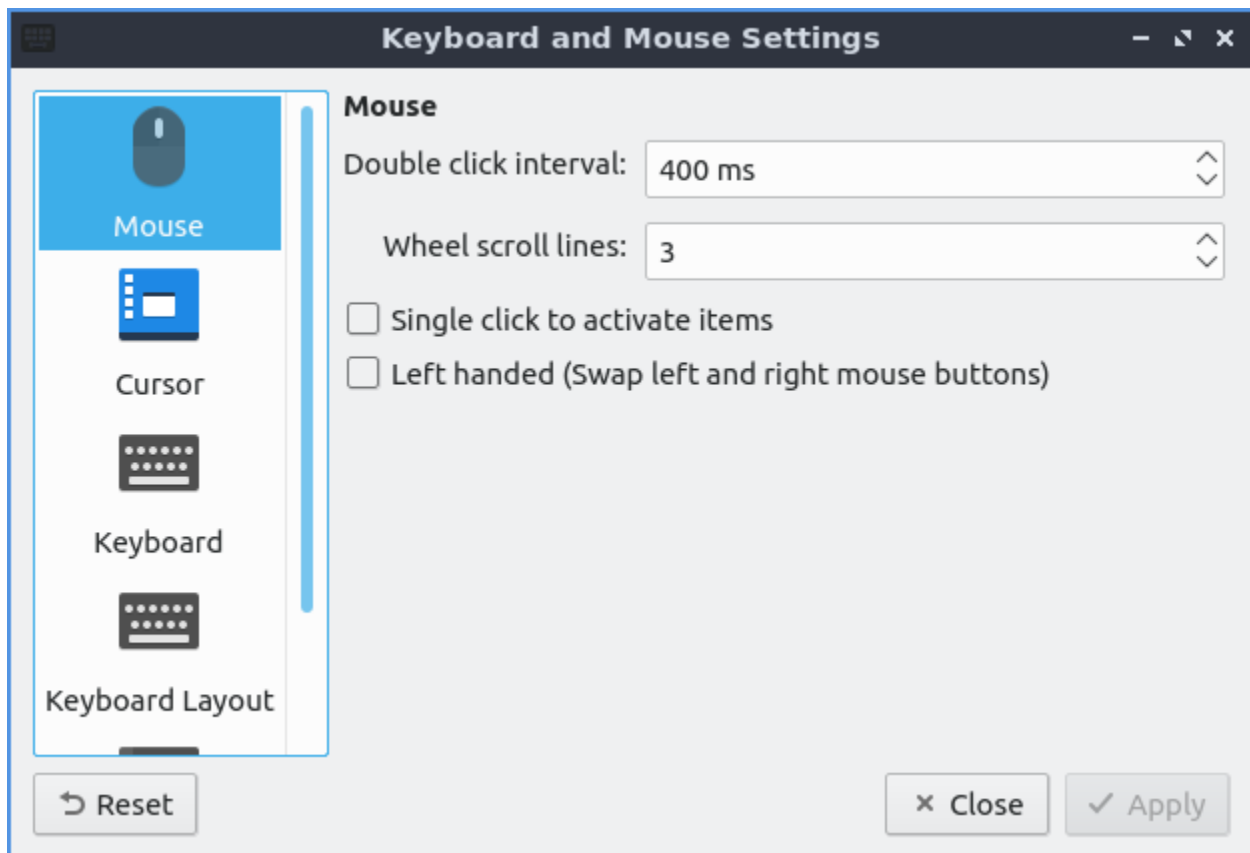 Keyboard and Mouse Settings
Mouse
Cursor
Keyboard
Keyboard Layout
Mouse
Double click interval: 400 ms
Wheel scroll lines: 3
Single click to activate items
Left handed (Swap left and right mouse buttons)
Reset
Close
Apply